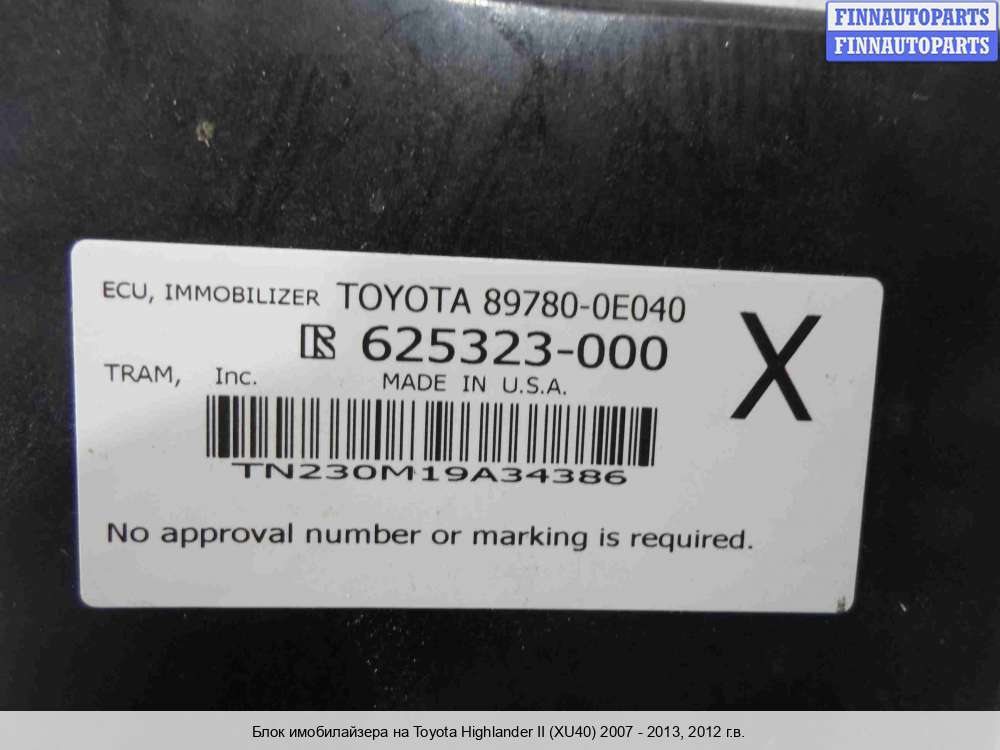 FINNAUTOPARTS
FINNAUTOPARTS
ECU, IMMOBILIZER TOYOTA 89780-0E040
R 625323-000
TRAM, Inc. MADE IN U.S.A.
X
TN230M19A34386
No approval number or marking is required.
Блок имобилайзера на Toyota Highlander II (XU40) 2007 - 2013, 2012 г.в.